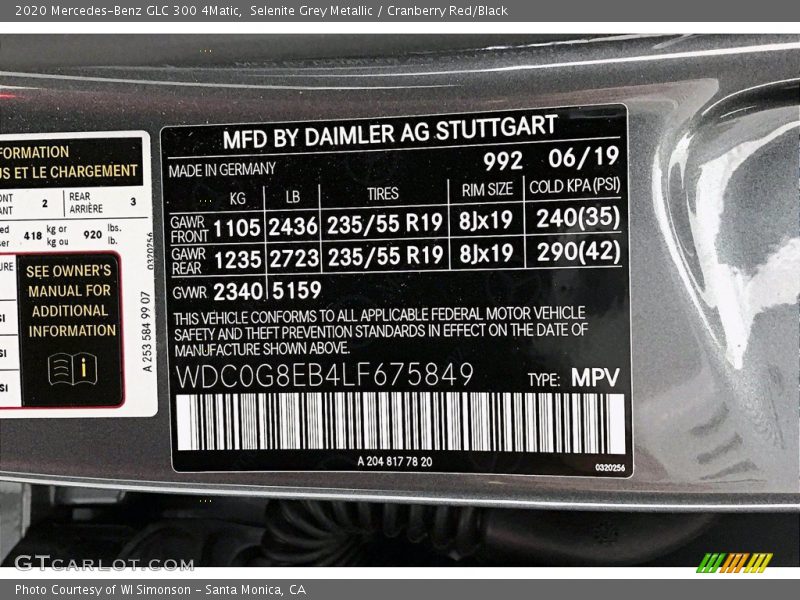 2020 Mercedes-Benz GLC 300 4Matic,  Selenite Grey Metallic / Cranberry Red/Black
MFD BY DAIMLER AG STUTTGART
MADE IN GERMANY 992 06/19
KG LB TIRES RIM SIZE COLD KPA(PSI)
GAWR FRONT 1105 2436 235/55 R19 8Jx19 240(35)
GAWR REAR 1235 2723 235/55 R19 8Jx19 290(42)
GVWR 2340 5159
THIS VEHICLE CONFORMS TO ALL APPLICABLE FEDERAL MOTOR VEHICLE
SAFETY AND THEFT PREVENTION STANDARDS IN EFFECT ON THE DATE OF
MANUFACTURE SHOWN ABOVE.
WDC0G8EB4LF675849 TYPE: MPV
A 204 817 78 20
0320256
FORMATION
US ET LE CHARGEMENT
2 REAR ARRIÈRE 3
418 kg or kg ou 920 lbs. lb.
SEE OWNER'S
MANUAL FOR
ADDITIONAL
INFORMATION
0320256
A 253 584 99 07
GTCARLOT.COM
Photo Courtesy of WI Simonson - Santa Monica, CA